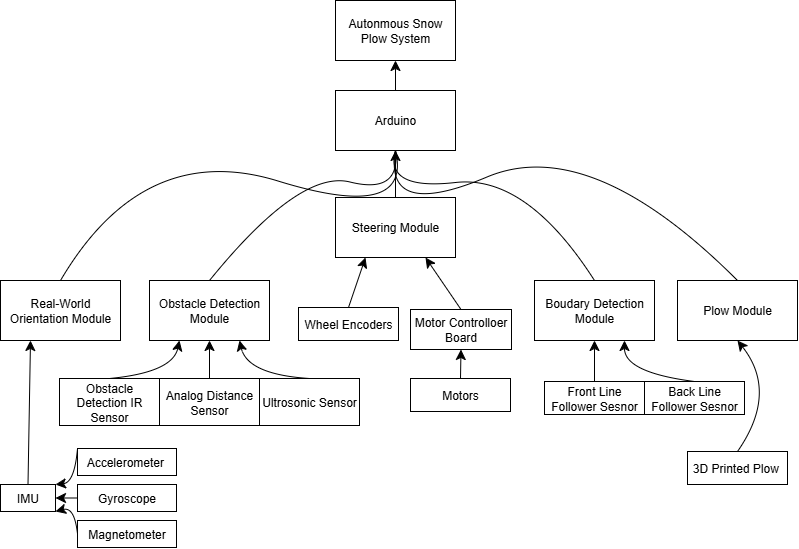 Autonmous Snow
Plow System
Arduino
Steering Module
Real-World
Orientation Module
Obstacle Detection
Module
Boudary Detection
Module
Plow Module
Wheel Encoders
Motor Controlloer
Board
Obstacle
Detection IR
Sensor
Analog Distance
Sensor
Ultrosonic Sensor
Motors
Front Line
Follower Sesnor
Back Line
Follower Sesnor
Accelerometer
3D Printed Plow
IMU
Gyroscope
Magnetometer